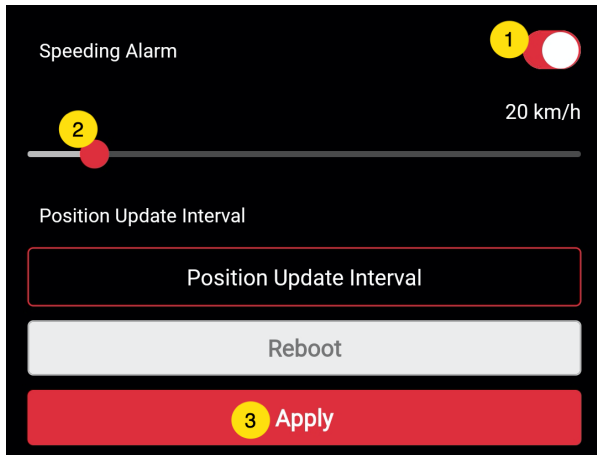 Speeding Alarm
1
20 km/h
2
Position Update Interval
Position Update Interval
Reboot
3 Apply